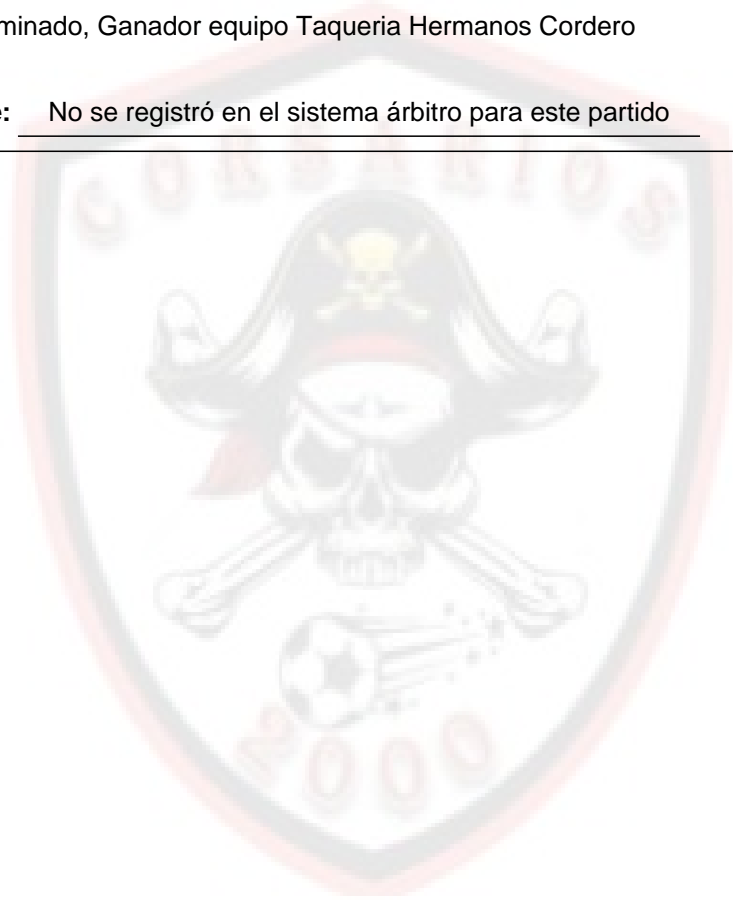 minado, Ganador equipo Taqueria Hermanos Cordero
: No se registró en el sistema árbitro para este partido
CORSARIOS
2000